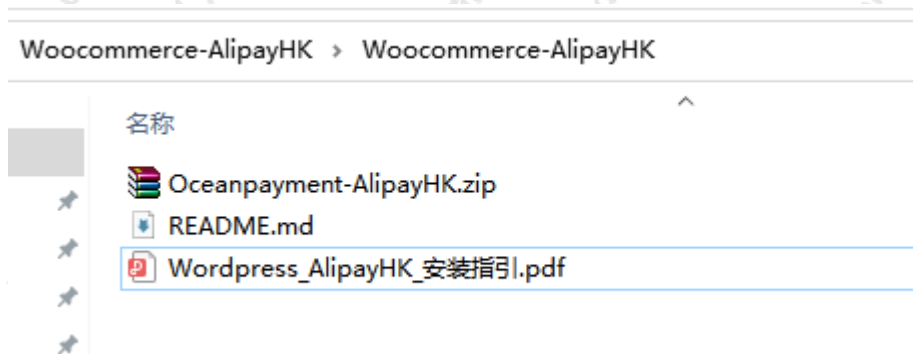 Woocommerce-AlipayHK > Woocommerce-AlipayHK
名称
Oceanpayment-AlipayHK.zip
README.md
Wordpress_AlipayHK_安装指引.pdf